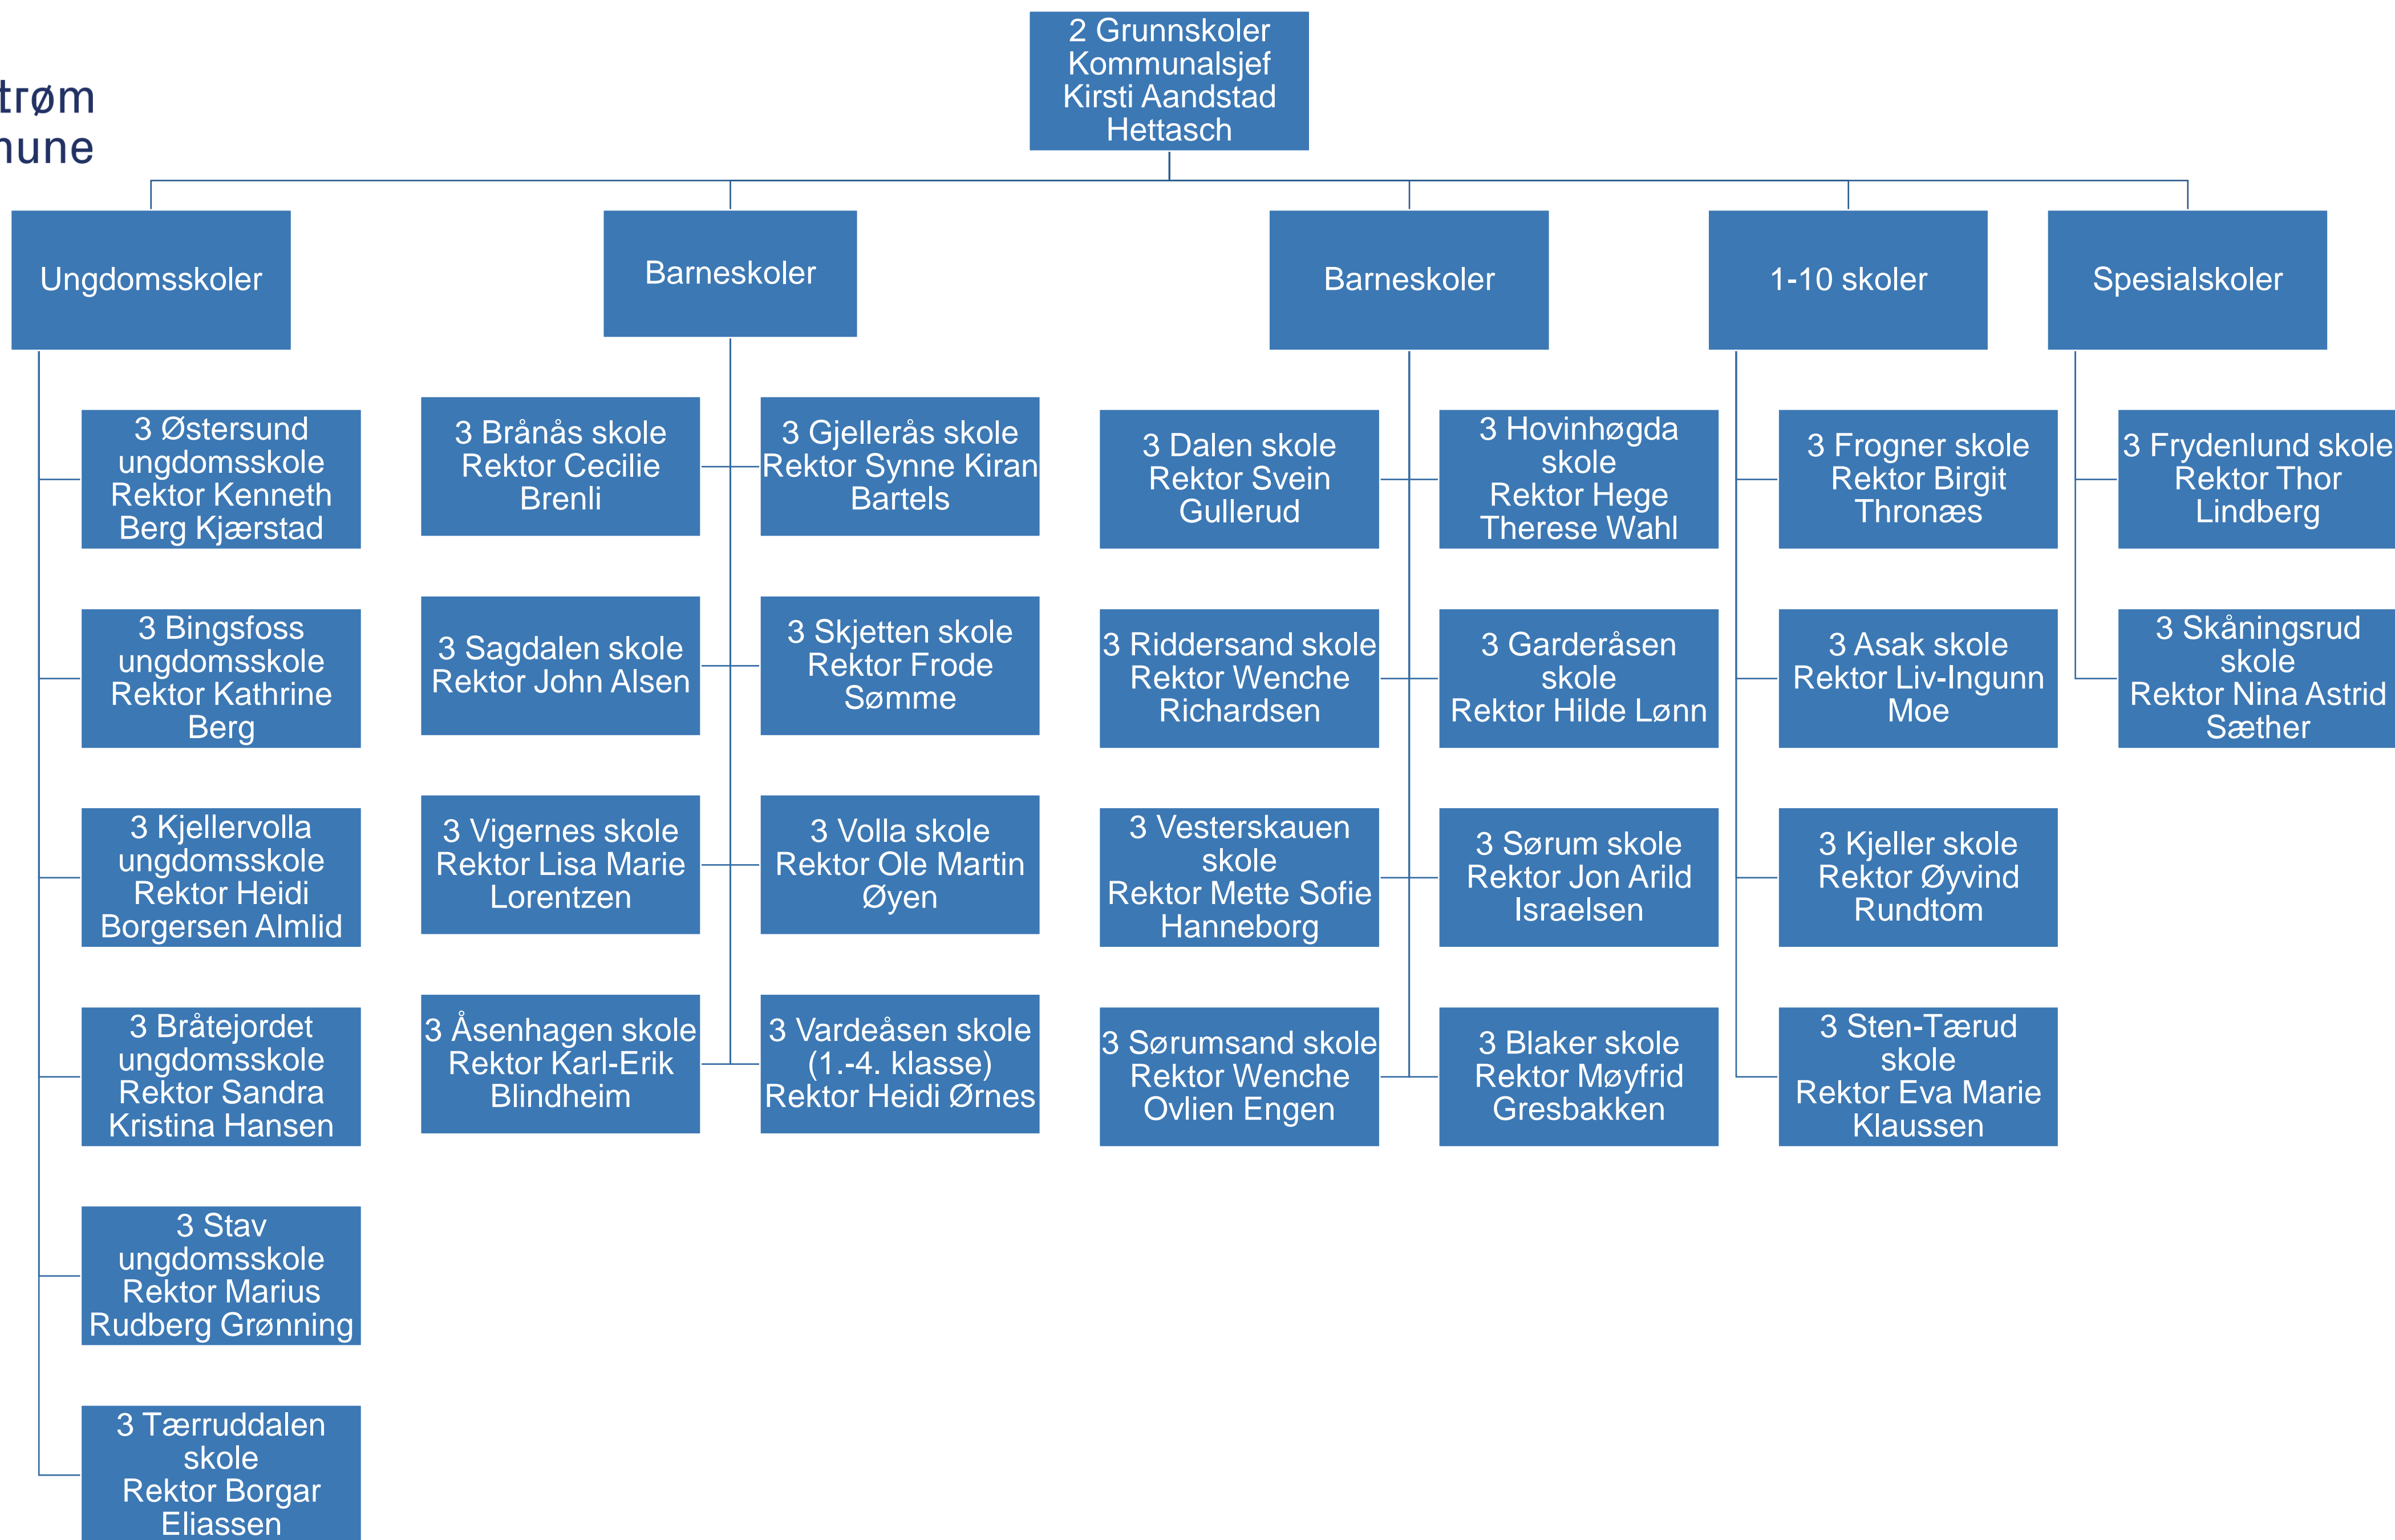 trøm
mune
2 Grunnskoler
Kommunalsjef
Kirsti Aandstad
Hettasch
Ungdomsskoler
Barneskoler
Barneskoler
1-10 skoler
Spesialskoler
3 Østersund
ungdomsskole
Rektor Kenneth
Berg Kjærstad
3 Bingsfoss
ungdomsskole
Rektor Kathrine
Berg
3 Kjellervolla
ungdomsskole
Rektor Heidi
Borgersen Almlid
3 Bråtejordet
ungdomsskole
Rektor Sandra
Kristina Hansen
3 Stav
ungdomsskole
Rektor Marius
Rudberg Grønning
3 Tærruddalen
skole
Rektor Borgar
Eliassen
3 Brånås skole
Rektor Cecilie
Brenli
3 Gjellerås skole
Rektor Synne Kiran
Bartels
3 Sagdalen skole
Rektor John Alsen
3 Skjetten skole
Rektor Frode
Sømme
3 Vigernes skole
Rektor Lisa Marie
Lorentzen
3 Volla skole
Rektor Ole Martin
Øyen
3 Åsenhagen skole
Rektor Karl-Erik
Blindheim
3 Vardeåsen skole
(1.-4. klasse)
Rektor Heidi Ørnes
3 Dalen skole
Rektor Svein
Gullerud
3 Hovinhøgda
skole
Rektor Hege
Therese Wahl
3 Riddersand skole
Rektor Wenche
Richardsen
3 Garderåsen
skole
Rektor Hilde Lønn
3 Vesterskauen
skole
Rektor Mette Sofie
Hanneborg
3 Sørum skole
Rektor Jon Arild
Israelsen
3 Sørumsand skole
Rektor Wenche
Ovlien Engen
3 Blaker skole
Rektor Møyfrid
Gresbakken
3 Frogner skole
Rektor Birgit
Thronæs
3 Asak skole
Rektor Liv-Ingunn
Moe
3 Kjeller skole
Rektor Øyvind
Rundtom
3 Sten-Tærud
skole
Rektor Eva Marie
Klaussen
3 Frydenlund skole
Rektor Thor
Lindberg
3 Skåningsrud
skole
Rektor Nina Astrid
Sæther